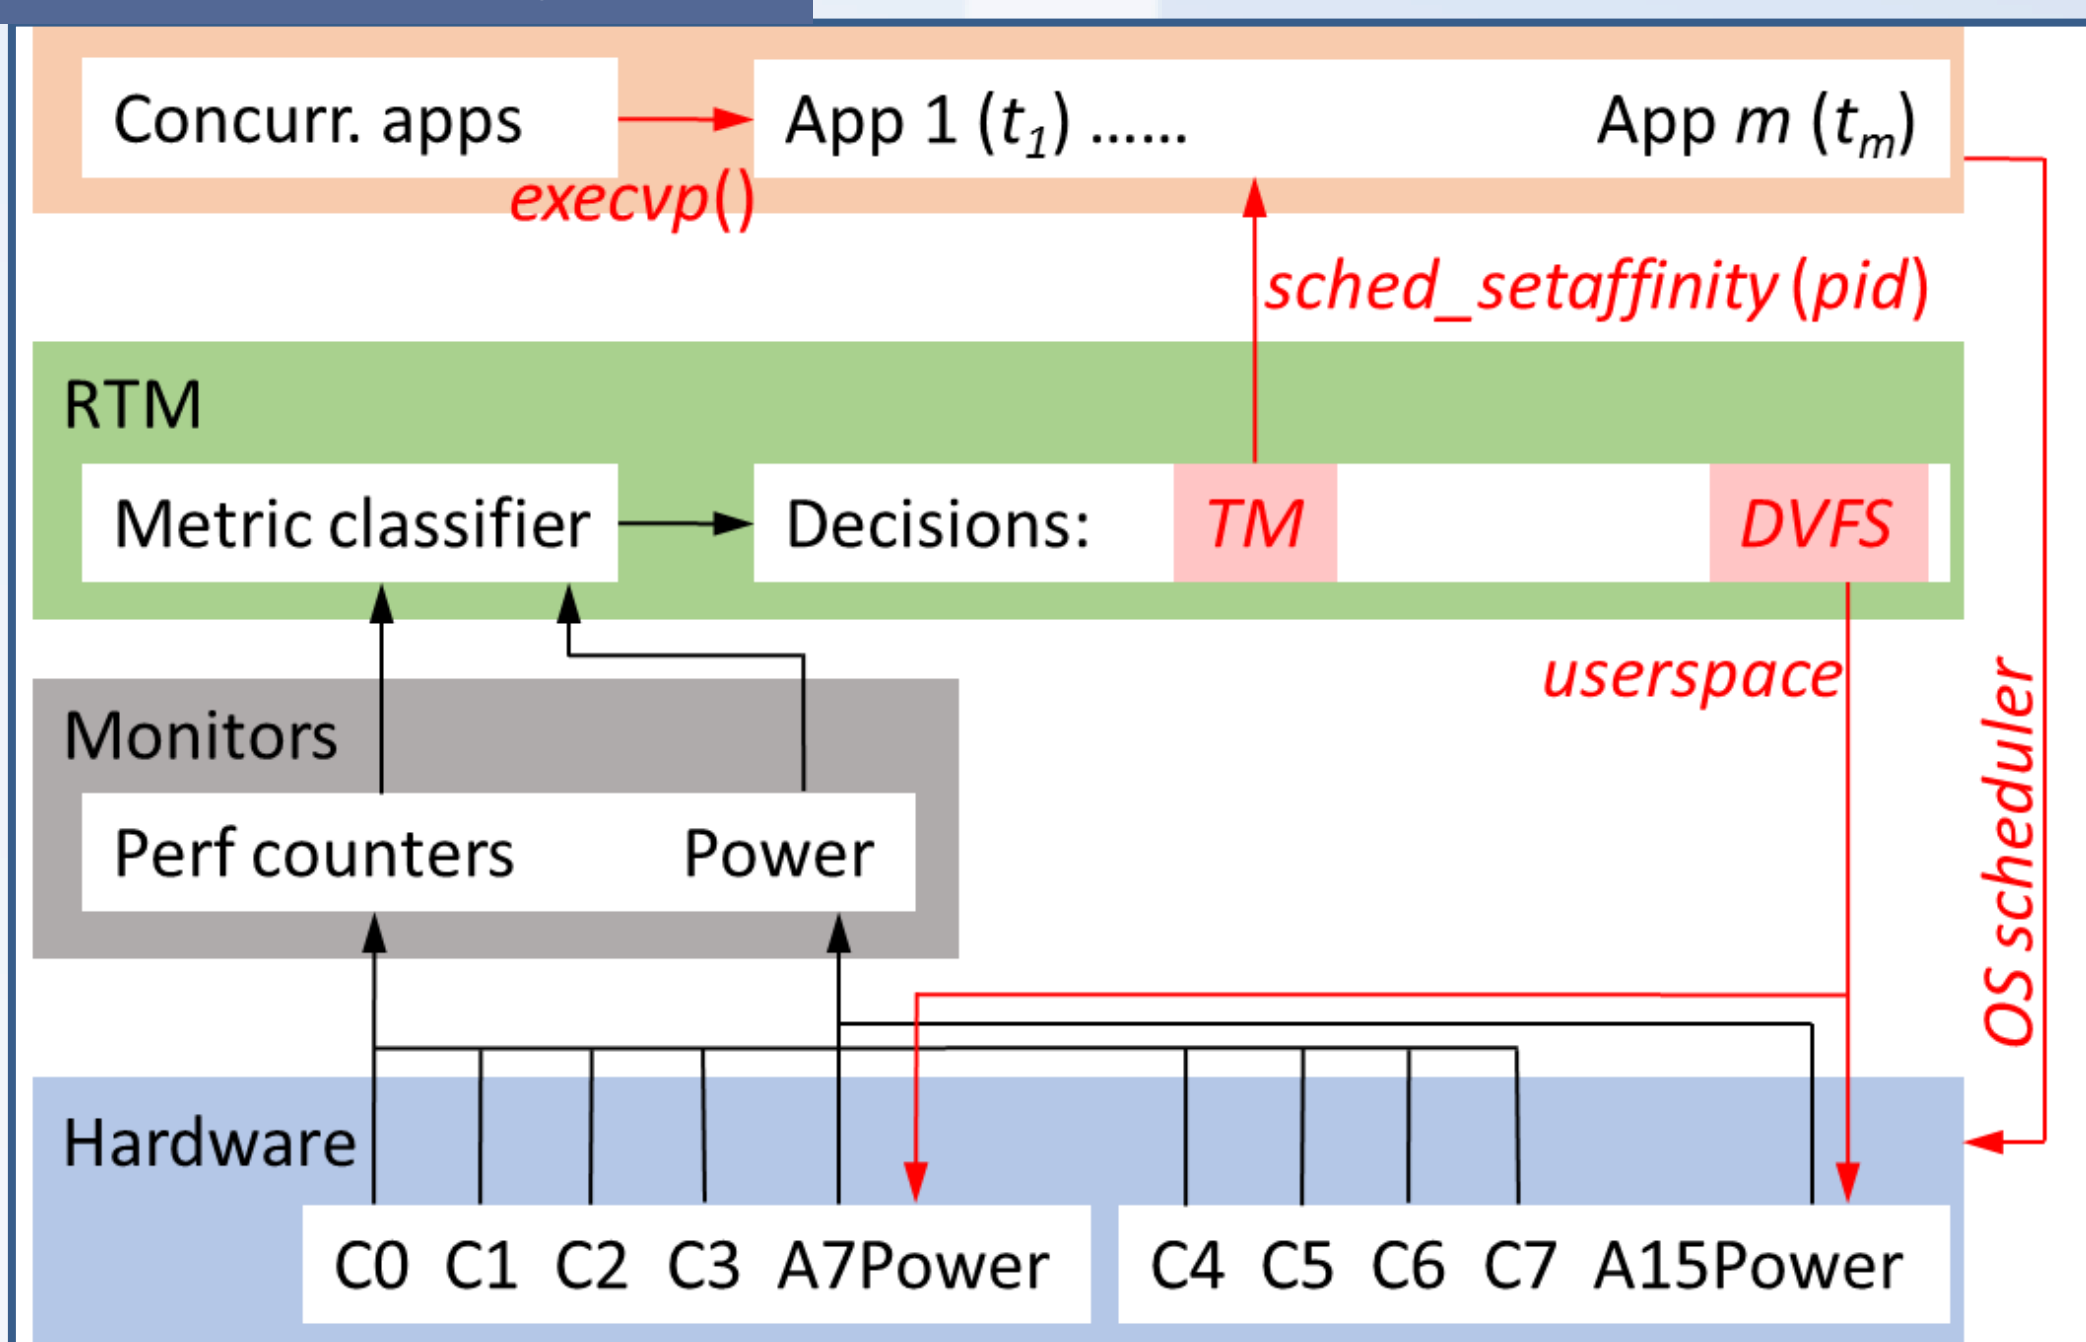 Concurr. apps
App 1 (t1) ...... App m (tm)
execvp()
sched_setaffinity (pid)
RTM
Metric classifier
Decisions: TM DVFS
userspace
Monitors
Perf counters Power
OS scheduler
Hardware
C0 C1 C2 C3 A7Power
C4 C5 C6 C7 A15Power